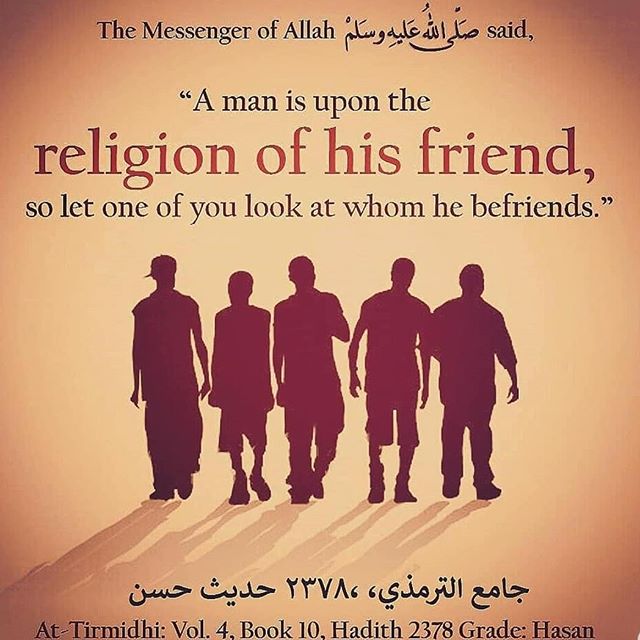 The Messenger of Allah صَلَّى اللهُ عَلَيْهِ وَسَلَّمْ said,
“A man is upon the
religion of his friend,
so let one of you look at whom he befriends.”
جامع الترمذي، ،٢٣٧٨ حديث حسن
At-Tirmidhi: Vol. 4, Book 10, Hadith 2378 Grade: Hasan